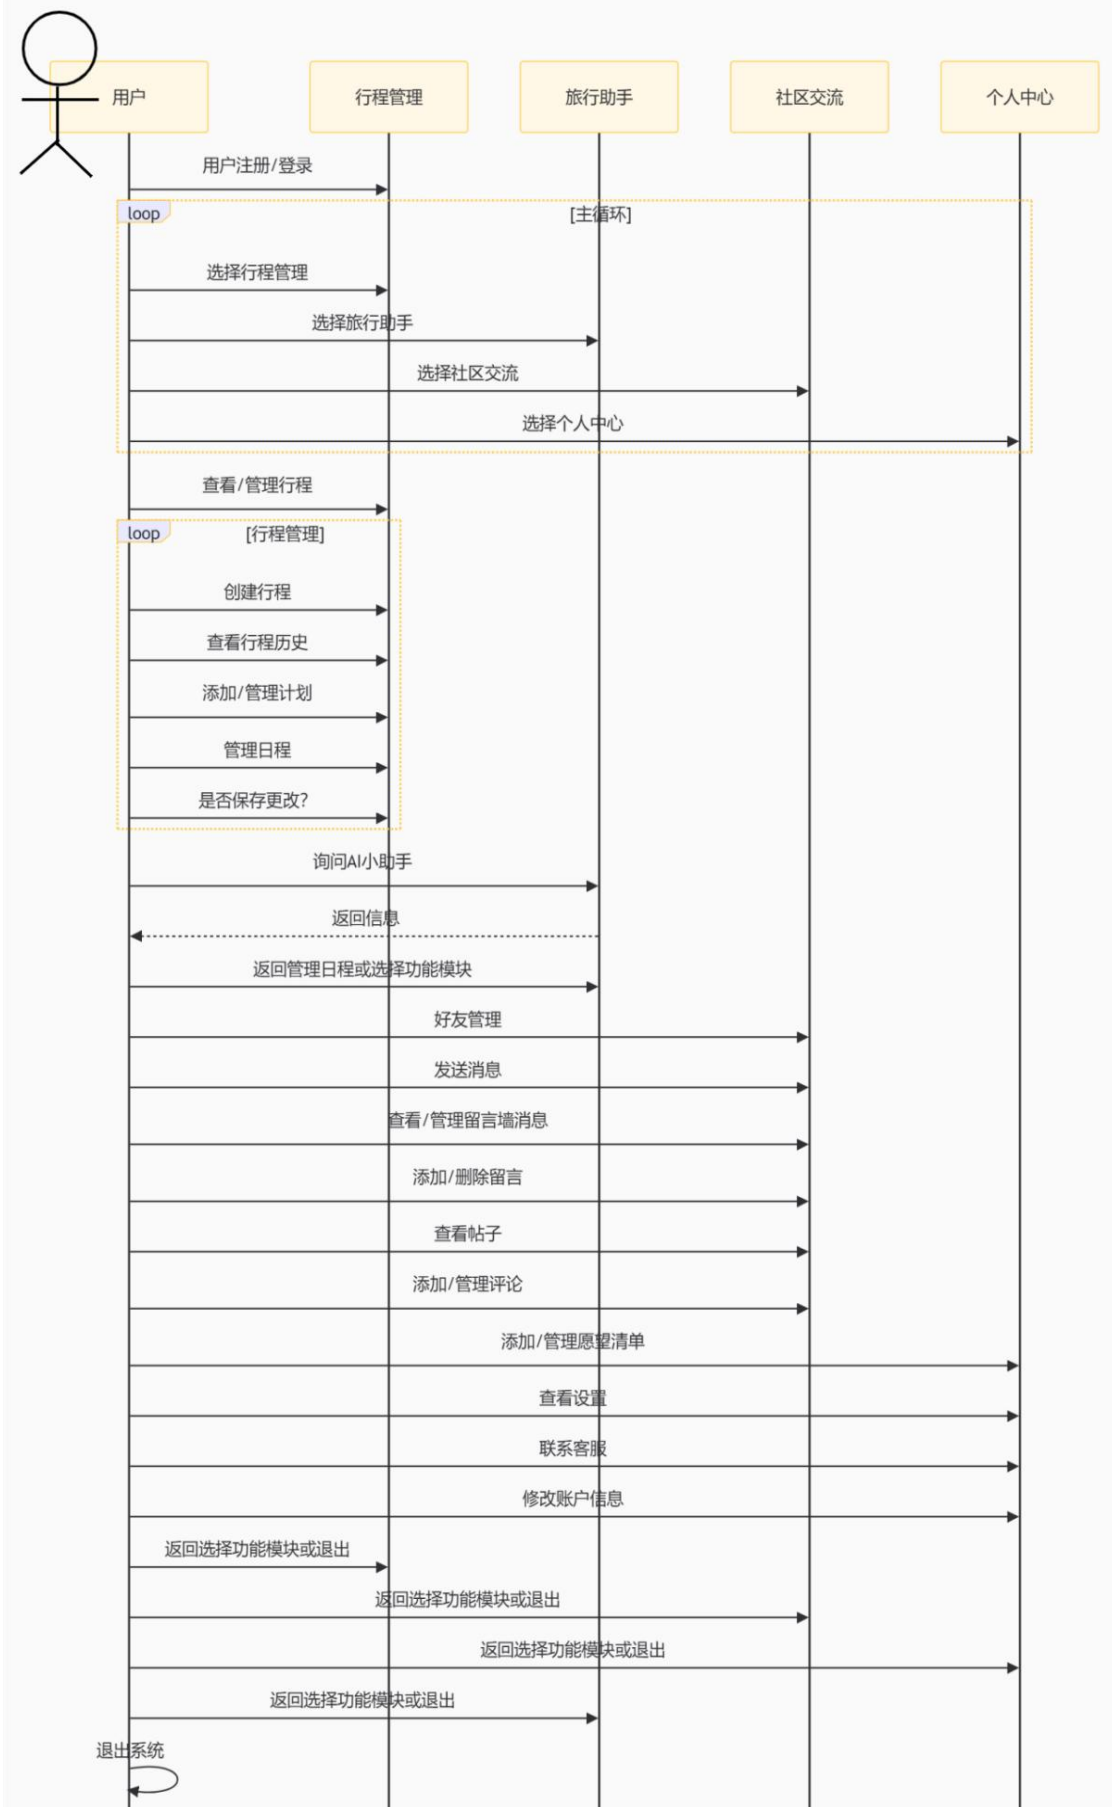 用户
行程管理
旅行助手
社区交流
个人中心
用户注册/登录
loop
[主循环]
选择行程管理
选择旅行助手
选择社区交流
选择个人中心
查看/管理行程
loop
[行程管理]
创建行程
查看行程历史
添加/管理计划
管理日程
是否保存更改?
询问AI小助手
返回信息
返回管理日程或选择功能模块
好友管理
发送消息
查看/管理留言墙消息
添加/删除留言
查看帖子
添加/管理评论
添加/管理愿望清单
查看设置
联系客服
修改账户信息
返回选择功能模块或退出
返回选择功能模块或退出
返回选择功能模块或退出
返回选择功能模块或退出
退出系统